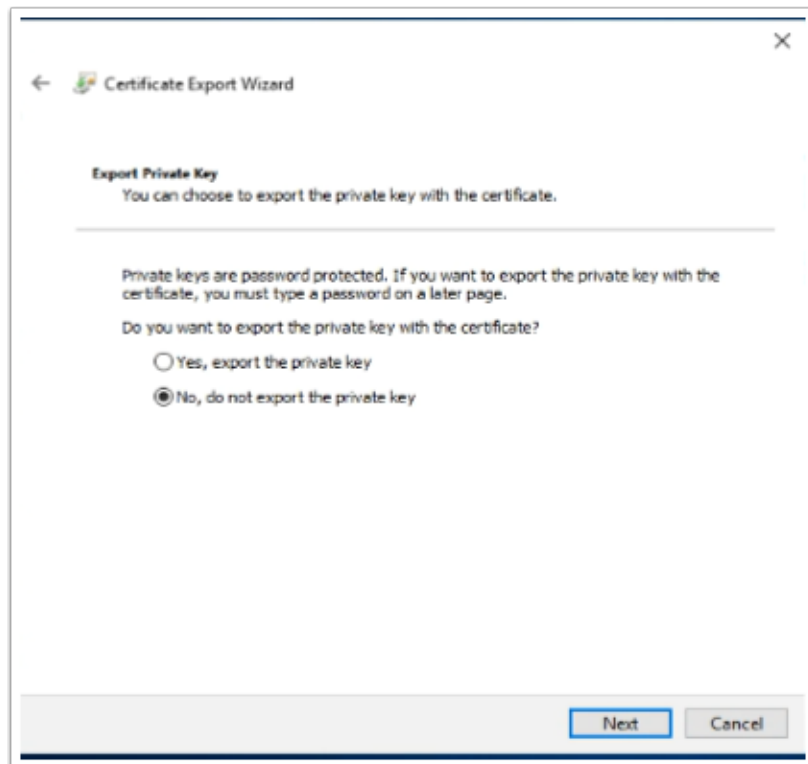 Certificate Export Wizard
Export Private Key
You can choose to export the private key with the certificate.
Private keys are password protected. If you want to export the private key with the
certificate, you must type a password on a later page.
Do you want to export the private key with the certificate?
Yes, export the private key
No, do not export the private key
Next Cancel